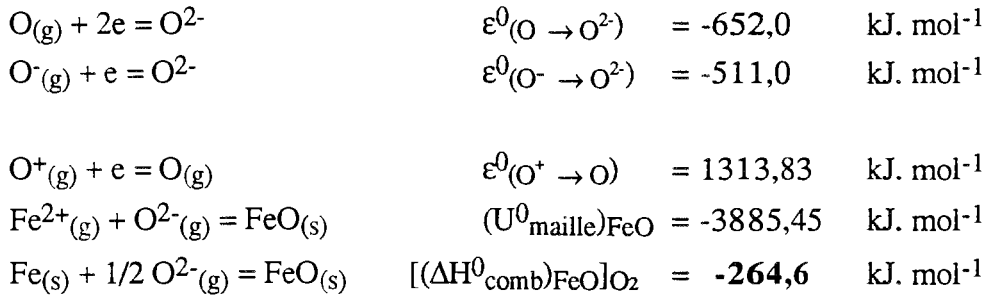 O(g) + 2e = O²⁻ ε⁰(O → O²⁻) = -652,0 kJ. mol⁻¹
O⁻(g) + e = O²⁻ ε⁰(O⁻ → O²⁻) = -511,0 kJ. mol⁻¹
O⁺(g) + e = O(g) ε⁰(O⁺ → O) = 1313,83 kJ. mol⁻¹
Fe²⁺(g) + O²⁻(g) = FeO(s) (U⁰maille)FeO = -3885,45 kJ. mol⁻¹
Fe(s) + 1/2 O²⁻(g) = FeO(s) [(ΔH⁰comb)FeO]O₂ = -264,6 kJ. mol⁻¹